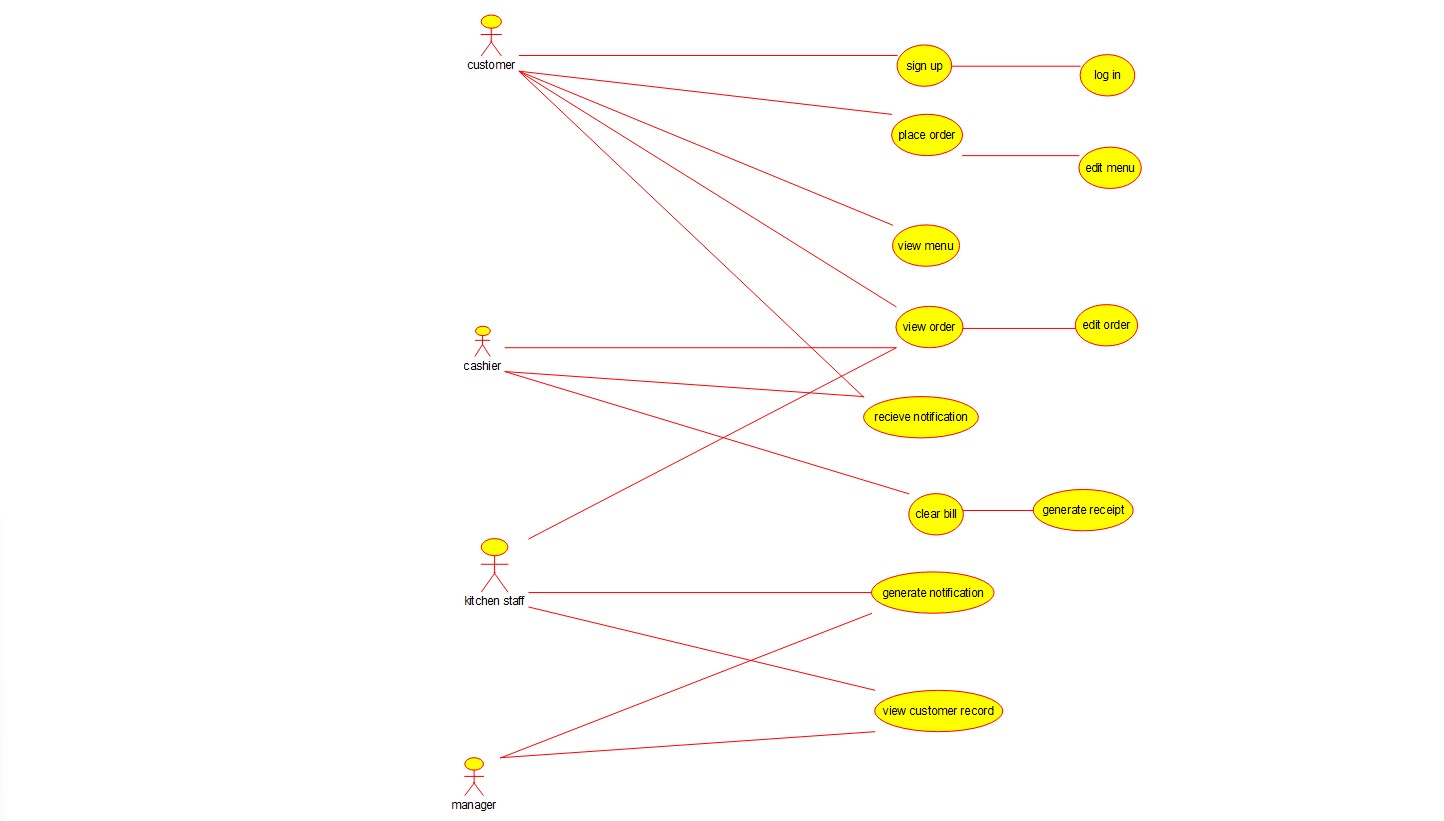 customer
sign up
log in
place order
edit menu
view menu
view order
edit order
cashier
recieve notification
clear bill
generate receipt
kitchen staff
generate notification
view customer record
manager